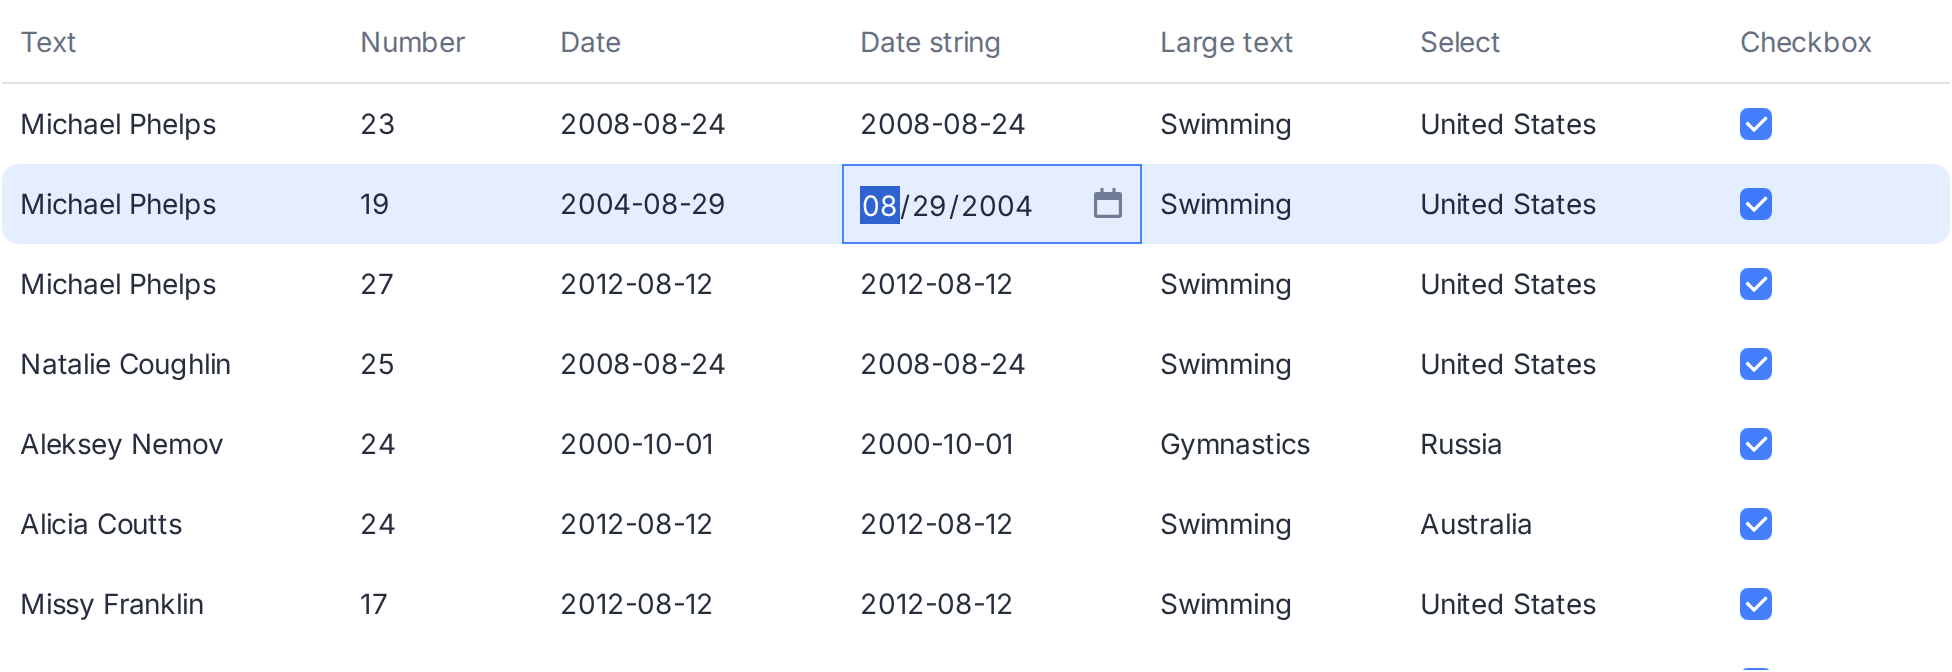 Text Number Date Date string Large text Select Checkbox
Michael Phelps 23 2008-08-24 2008-08-24 Swimming United States
Michael Phelps 19 2004-08-29 08/29/2004 Swimming United States
Michael Phelps 27 2012-08-12 2012-08-12 Swimming United States
Natalie Coughlin 25 2008-08-24 2008-08-24 Swimming United States
Aleksey Nemov 24 2000-10-01 2000-10-01 Gymnastics Russia
Alicia Coutts 24 2012-08-12 2012-08-12 Swimming Australia
Missy Franklin 17 2012-08-12 2012-08-12 Swimming United States